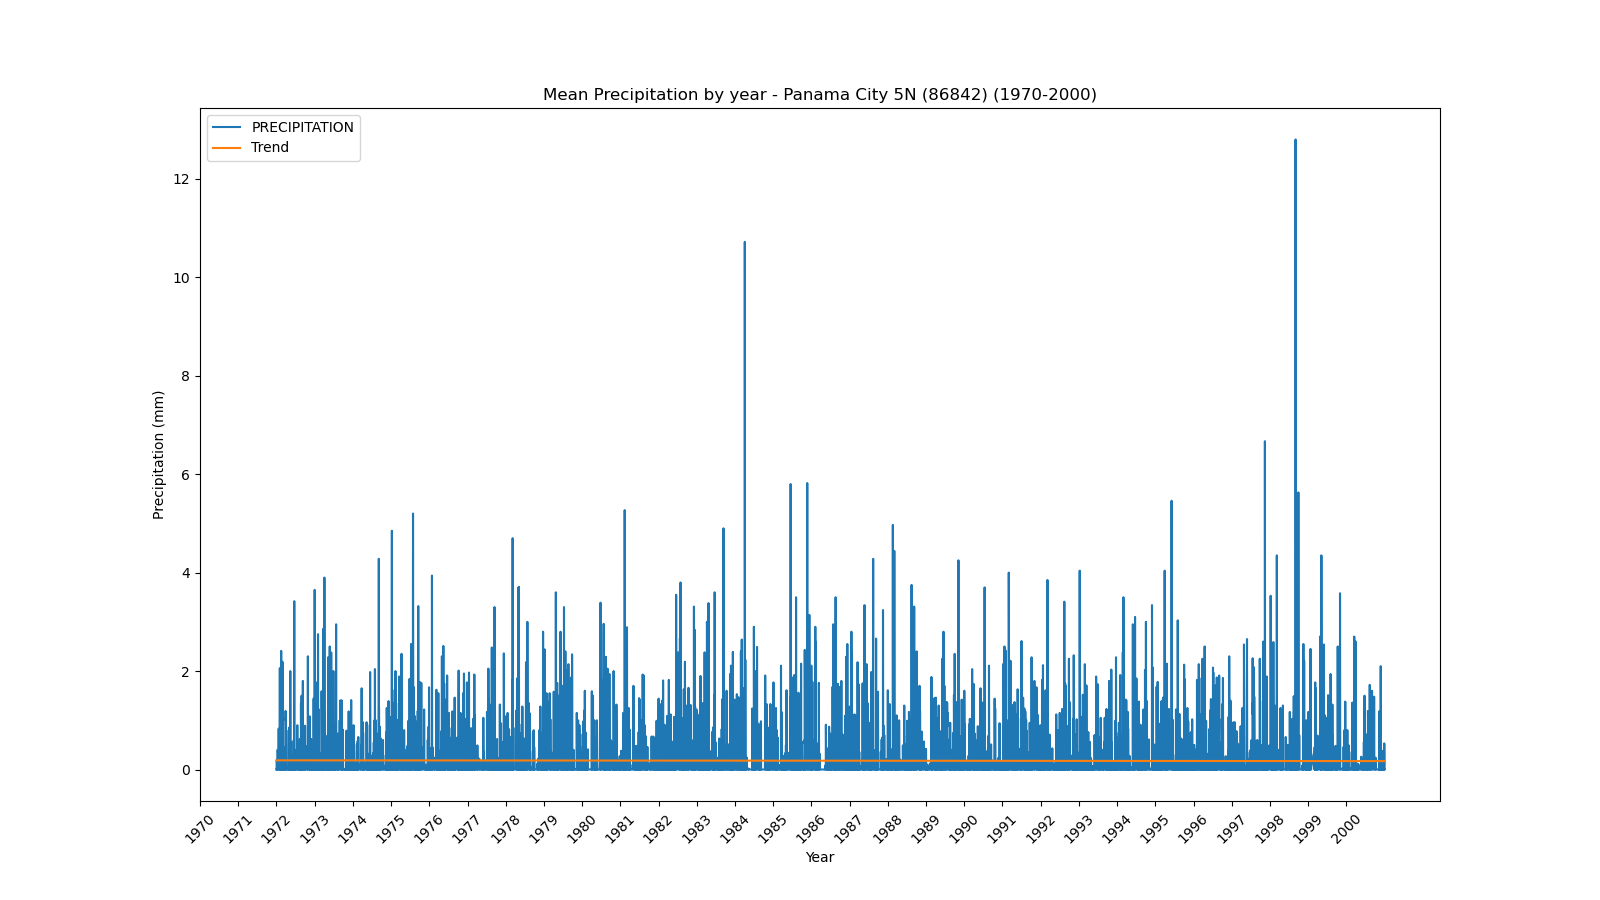 Mean Precipitation by year - Panama City 5N (86842) (1970-2000)
PRECIPITATION
Trend
12
10
8
6
4
2
0
Precipitation (mm)
1970 1971 1972 1973 1974 1975 1976 1977 1978 1979 1980 1981 1982 1983 1984 1985 1986 1987 1988 1989 1990 1991 1992 1993 1994 1995 1996 1997 1998 1999 2000
Year